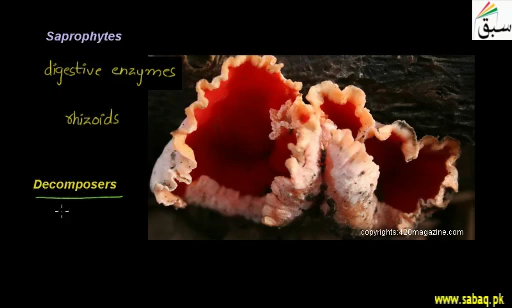 Saprophytes
سبق
digestive enzymes
rhizoids
Decomposers
copyrights:420magazine.com
www.sabaq.pk